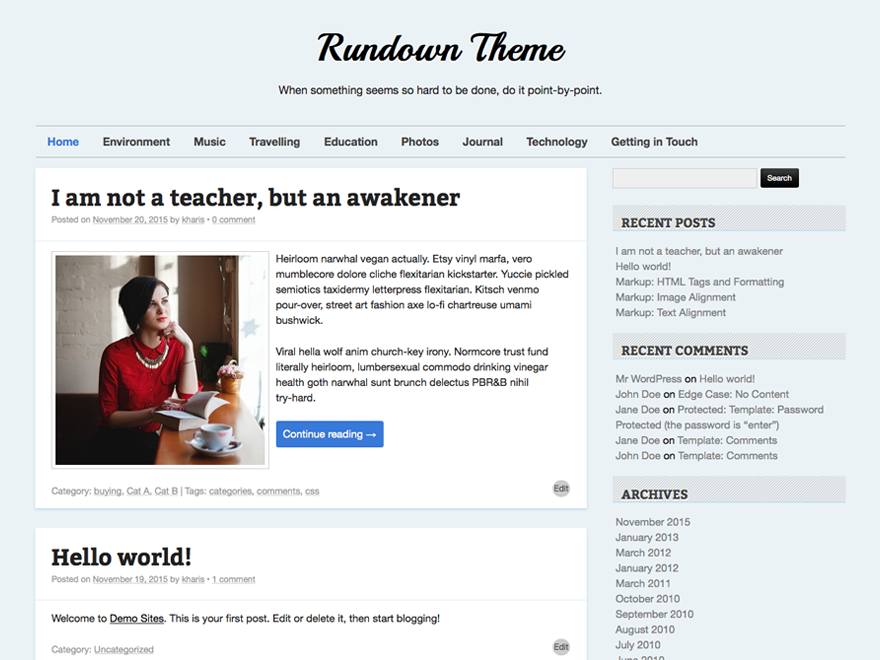 Rundown Theme
When something seems so hard to be done, do it point-by-point.
Home Environment Music Travelling Education Photos Journal Technology Getting in Touch
I am not a teacher, but an awakener
Posted on November 20, 2015 by kharis • 0 comment
Heirloom narwhal vegan actually. Etsy vinyl marfa, vero
mumblecore dolore cliche flexitarian kickstarter. Yuccie pickled
semiotics taxidermy letterpress flexitarian. Kitsch venmo
pour-over, street art fashion axe lo-fi chartreuse umami
bushwick.
Viral hella wolf anim church-key irony. Normcore trust fund
literally heirloom, lumbersexual commodo drinking vinegar
health goth narwhal sunt brunch delectus PBR&B nihil
try-hard.
Continue reading →
Category: buying, Cat A, Cat B | Tags: categories, comments, css
Edit
Hello world!
Posted on November 19, 2015 by kharis • 1 comment
Welcome to Demo Sites. This is your first post. Edit or delete it, then start blogging!
Category: Uncategorized
Edit
Search
RECENT POSTS
I am not a teacher, but an awakener
Hello world!
Markup: HTML Tags and Formatting
Markup: Image Alignment
Markup: Text Alignment
RECENT COMMENTS
Mr WordPress on Hello world!
John Doe on Edge Case: No Content
Jane Doe on Protected: Template: Password
Protected (the password is “enter”)
Jane Doe on Template: Comments
John Doe on Template: Comments
ARCHIVES
November 2015
January 2013
March 2012
January 2012
March 2011
October 2010
September 2010
August 2010
July 2010
June 2010